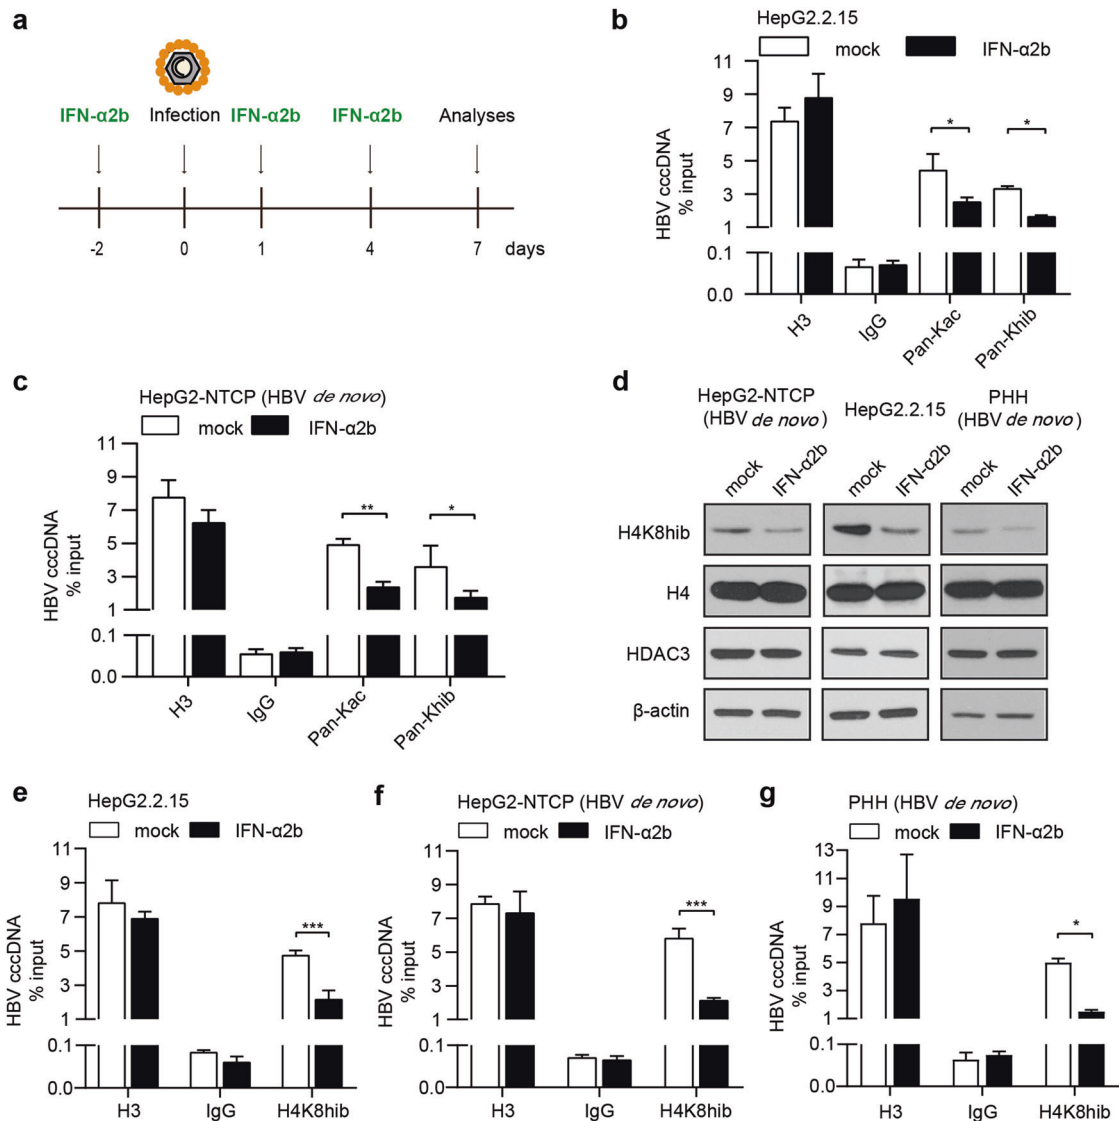 a
IFN-α2b Infection IFN-α2b IFN-α2b Analyses
-2 0 1 4 7 days
b
HepG2.2.15
mock IFN-α2b
HBV cccDNA
% input
11
9
7
5
3
1
0.1
0.0
* *
H3 IgG Pan-Kac Pan-Khib
c
HepG2-NTCP (HBV de novo)
mock IFN-α2b
HBV cccDNA
% input
11
9
7
5
3
1
0.1
0.0
** *
H3 IgG Pan-Kac Pan-Khib
d
HepG2-NTCP
(HBV de novo)
HepG2.2.15
PHH
(HBV de novo)
mock IFN-α2b mock IFN-α2b mock IFN-α2b
H4K8hib
H4
HDAC3
β-actin
e
HepG2.2.15
mock IFN-α2b
HBV cccDNA
% input
11
9
7
5
3
1
0.1
0.0
***
H3 IgG H4K8hib
f
HepG2-NTCP (HBV de novo)
mock IFN-α2b
HBV cccDNA
% input
11
9
7
5
3
1
0.1
0.0
***
H3 IgG H4K8hib
g
PHH (HBV de novo)
mock IFN-α2b
HBV cccDNA
% input
13
11
9
7
5
3
1
0.1
0.0
*
H3 IgG H4K8hib